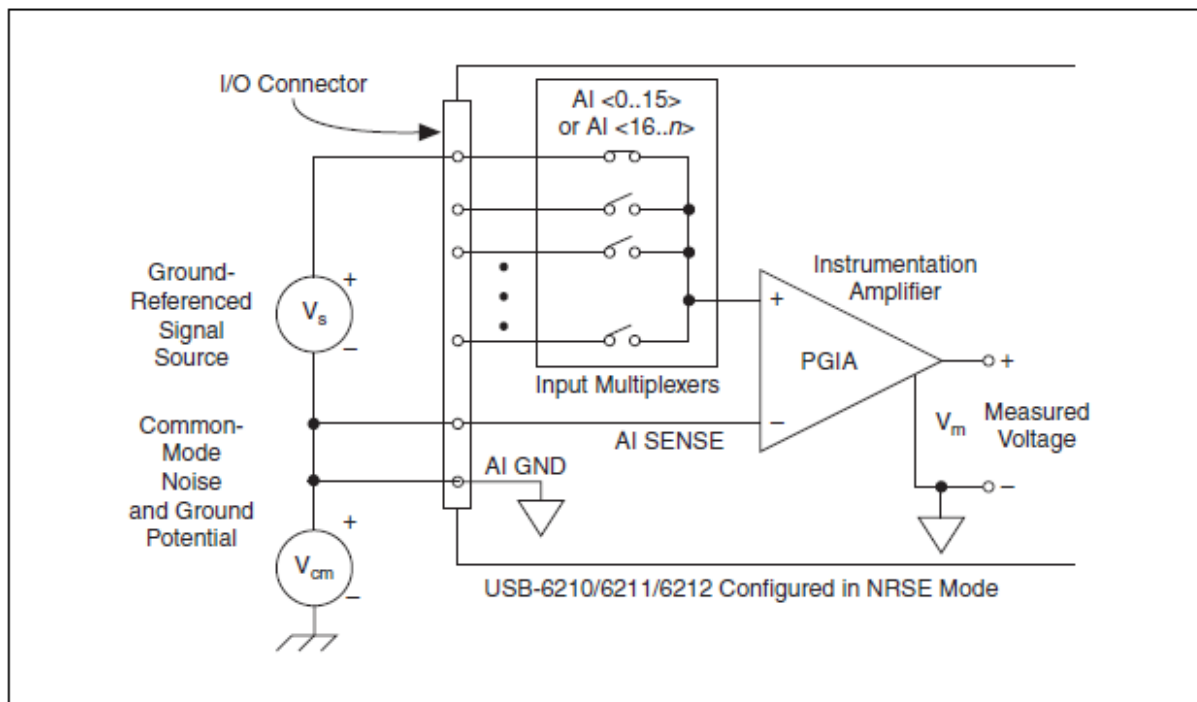 I/O Connector
AI <0..15>
or AI <16..n>
Ground-
Referenced
Signal
Source
+
Vs
–
Instrumentation
Amplifier
+
PGIA
–
+
Input Multiplexers
Vm
Measured
Voltage
–
AI SENSE
Common-
Mode
Noise
and Ground
Potential
AI GND
+
Vcm
–
USB-6210/6211/6212 Configured in NRSE Mode